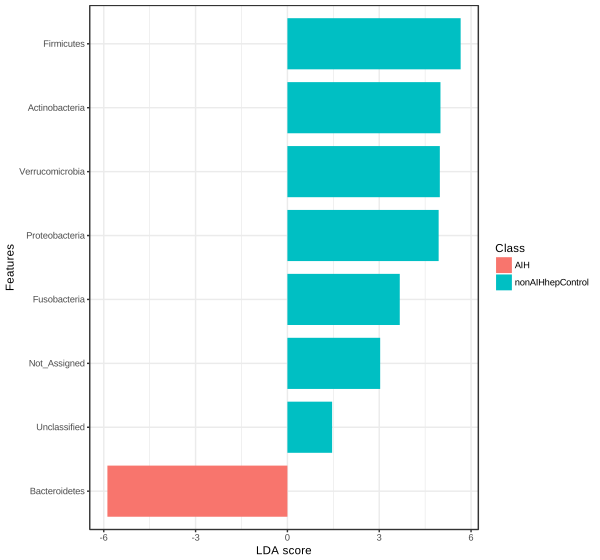 Firmicutes
Actinobacteria
Verrucomicrobia
Proteobacteria
Fusobacteria
Not_Assigned
Unclassified
Bacteroidetes
Features
-6 -3 0 3 6
LDA score
Class
AIH
nonAIHhepControl